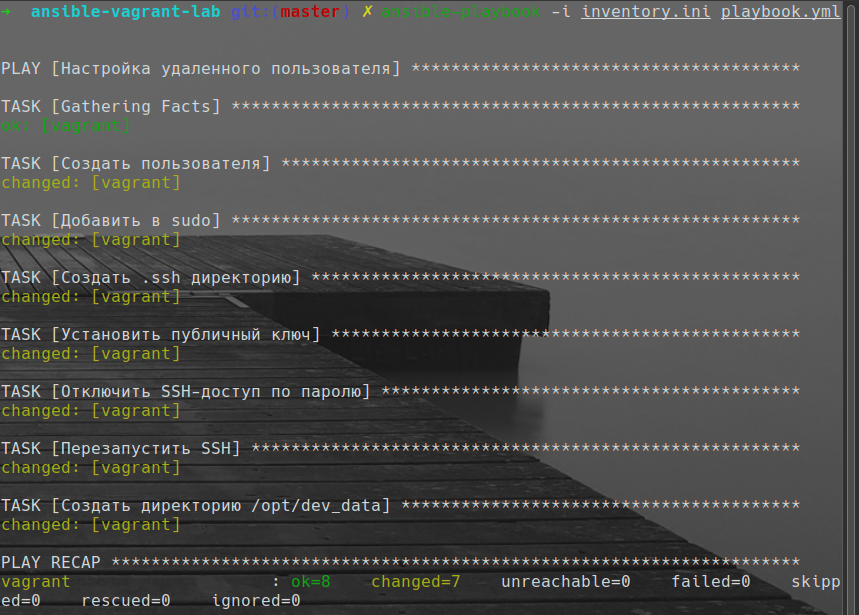 → ansible-vagrant-lab git:(master) ✗ ansible-playbook -i inventory.ini playbook.yml
PLAY [Настройка удаленного пользователя] ***************************************
TASK [Gathering Facts] *********************************************************
ok: [vagrant]
TASK [Создать пользователя] ****************************************************
changed: [vagrant]
TASK [Добавить в sudo] *********************************************************
changed: [vagrant]
TASK [Создать .ssh директорию] *************************************************
changed: [vagrant]
TASK [Установить публичный ключ] ***********************************************
changed: [vagrant]
TASK [Отключить SSH-доступ по паролю] ******************************************
changed: [vagrant]
TASK [Перезапустить SSH] *******************************************************
changed: [vagrant]
TASK [Создать директорию /opt/dev_data] ****************************************
changed: [vagrant]
PLAY RECAP *********************************************************************
vagrant : ok=8 changed=7 unreachable=0 failed=0 skipp
ed=0 rescued=0 ignored=0